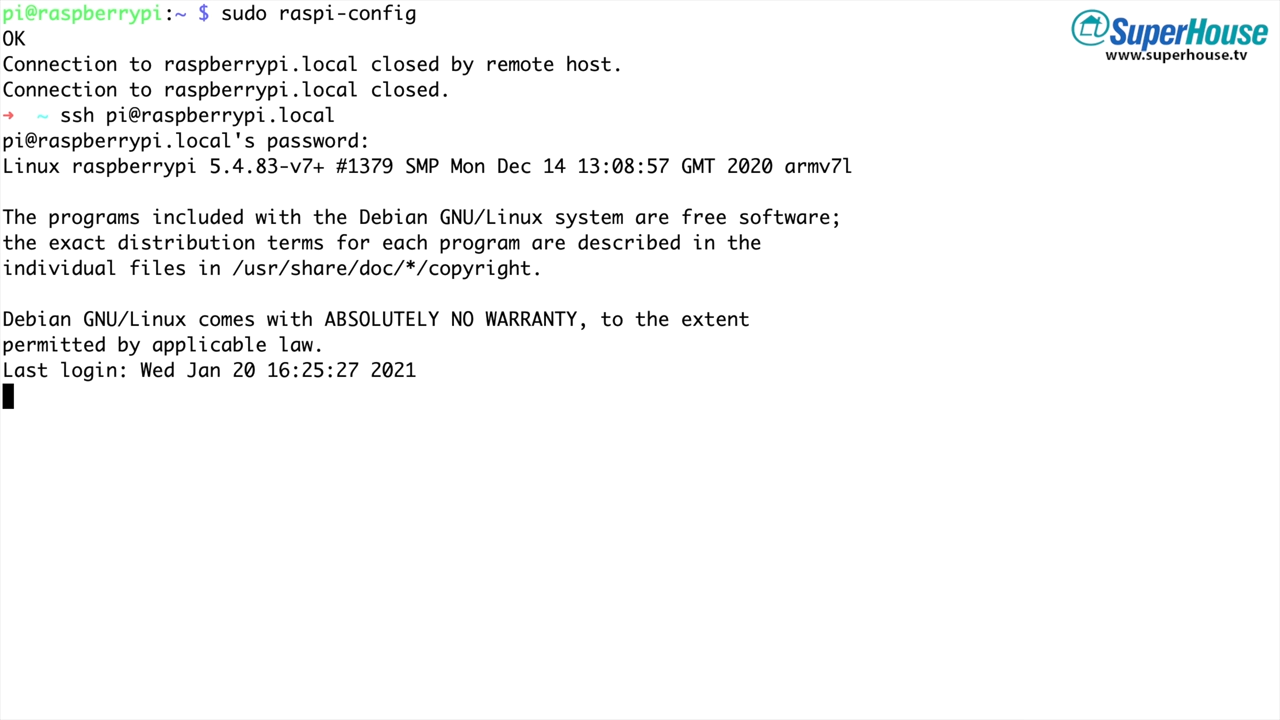 pi@raspberrypi:~ $ sudo raspi-config
OK
Connection to raspberrypi.local closed by remote host.
Connection to raspberrypi.local closed.
➜  ~ ssh pi@raspberrypi.local
pi@raspberrypi.local's password:
Linux raspberrypi 5.4.83-v7+ #1379 SMP Mon Dec 14 13:08:57 GMT 2020 armv7l
The programs included with the Debian GNU/Linux system are free software;
the exact distribution terms for each program are described in the
individual files in /usr/share/doc/*/copyright.
Debian GNU/Linux comes with ABSOLUTELY NO WARRANTY, to the extent
permitted by applicable law.
Last login: Wed Jan 20 16:25:27 2021
SuperHouse
www.superhouse.tv